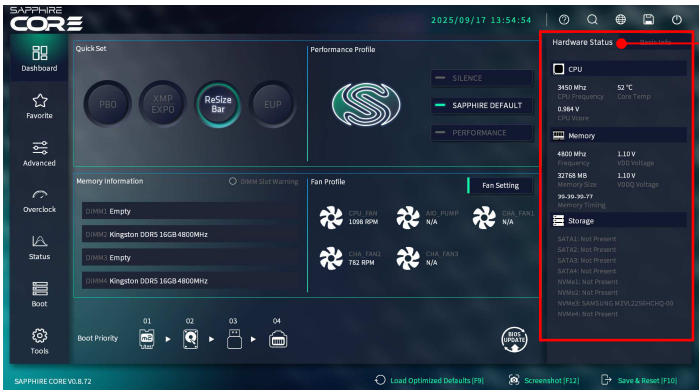 SAPPHIRE
CORE
2025/09/17 13:54:54
Dashboard
Favorite
Advanced
Overclock
Status
Boot
Tools
Quick Set
PBO
XMP
EXPO
ReSize
Bar
EUP
Performance Profile
SILENCE
SAPPHIRE DEFAULT
PERFORMANCE
Memory Information
DIMM Slot Warning
DIMM1 Empty
DIMM2 Kingston DDR5 16GB 4800MHz
DIMM3 Empty
DIMM4 Kingston DDR5 16GB 4800MHz
Fan Profile
Fan Setting
CPU_FAN
1098 RPM
AIO_PUMP
N/A
CHA_FAN1
N/A
CHA_FAN2
782 RPM
CHA_FAN3
N/A
Boot Priority
01
02
03
04
m2
BIOS
UPDATE
Hardware Status
Basic Info
CPU
3450 Mhz
52 °C
CPU Frequency
Core Temp
0.984 V
CPU Vcore
Memory
4800 Mhz
1.10 V
Frequency
VDD Voltage
32768 MB
1.10 V
Memory Size
VDDQ Voltage
39-39-39-77
Memory Timing
Storage
SATA1: Not Present
SATA2: Not Present
SATA3: Not Present
SATA4: Not Present
NVMe1: Not Present
NVMe2: Not Present
NVMe3: SAMSUNG MZVL22S6HCHQ-00
NVMe4: Not Present
SAPPHIRE CORE V0.8.72
Load Optimized Defaults [F9]
Screenshot [F12]
Save & Reset [F10]